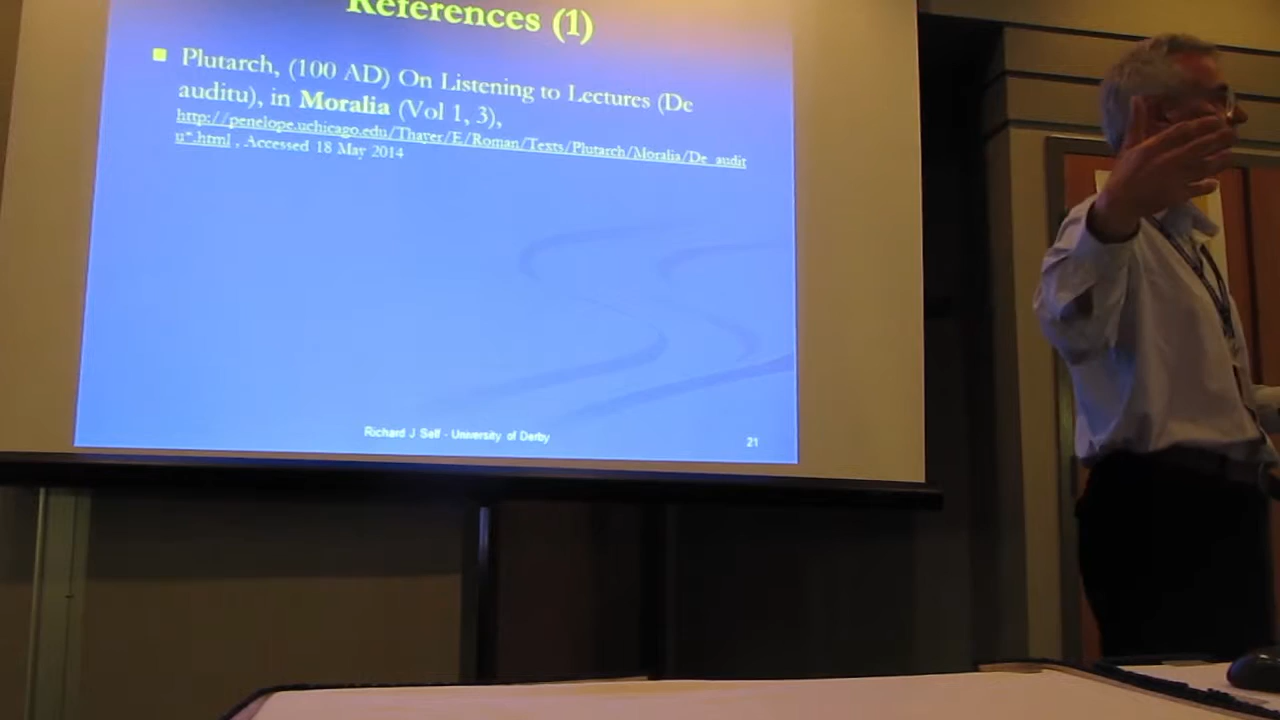 References (1)
Plutarch, (100 AD) On Listening to Lectures (De
auditu), in Moralia (Vol 1, 3),
http://penelope.uchicago.edu/Thayer/E/Roman/Texts/Plutarch/Moralia/De_audit
u*.html , Accessed 18 May 2014
Richard J Self - University of Derby
21